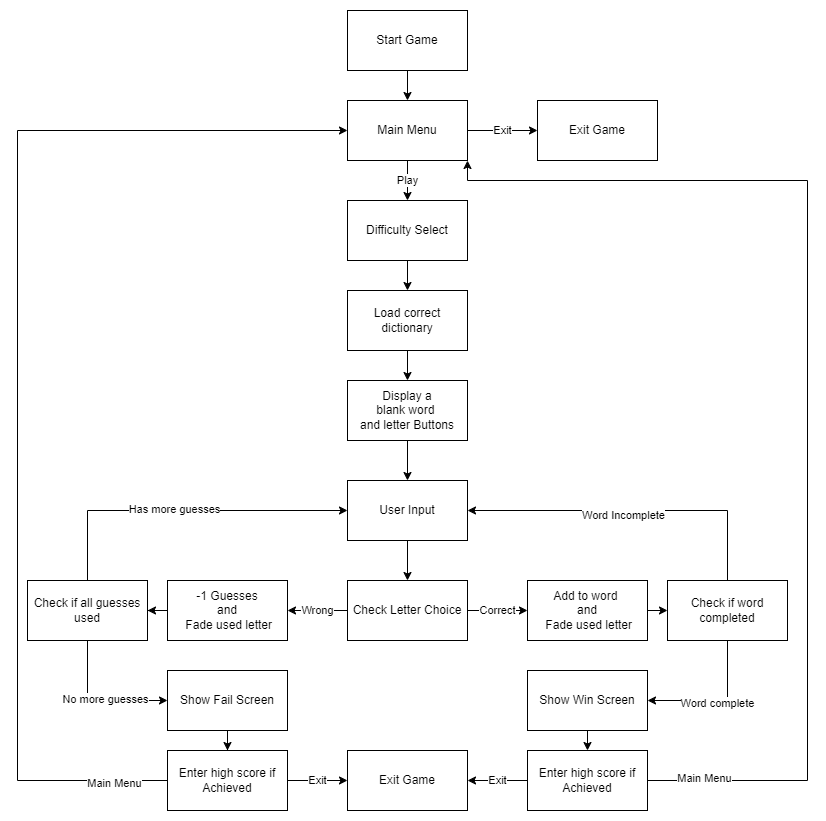 Start Game
Main Menu
Exit
Exit Game
Play
Difficulty Select
Load correct
dictionary
Display a
blank word
and letter Buttons
Has more guesses
User Input
Word Incomplete
Check if all guesses
used
-1 Guesses
and
Fade used letter
Wrong
Check Letter Choice
Correct
Add to word
and
Fade used letter
Check if word
completed
No more guesses
Show Fail Screen
Show Win Screen
Word complete
Main Menu
Enter high score if
Achieved
Exit
Exit Game
Exit
Enter high score if
Achieved
Main Menu